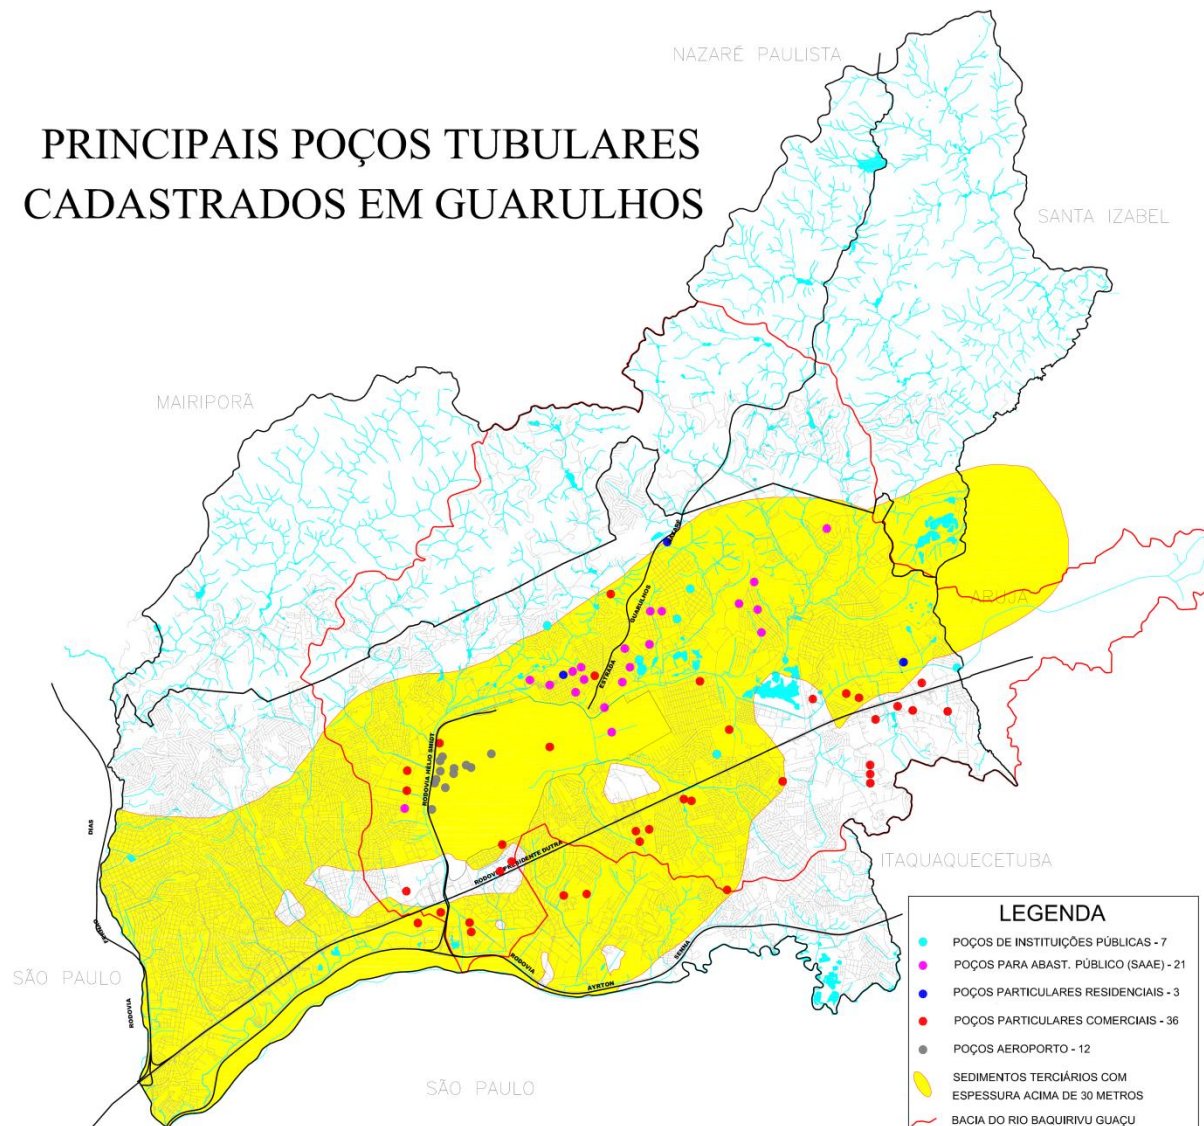 NAZARÉ PAULISTA
PRINCIPAIS POÇOS TUBULARES
CADASTRADOS EM GUARULHOS
SANTA IZABEL
MAIRIPORÃ
NAZARÉ
GUARULHOS
ESTRADA
ARUJÁ
RODOVIA HÉLIO SMIDT
DIAS
RODOVIA PRESIDENTE DUTRA
ITAQUAQUECETUBA
FERNÃO
SÃO PAULO
RODOVIA
RODOVIA
AYRTON
SENNA
SÃO PAULO
LEGENDA
POÇOS DE INSTITUIÇÕES PÚBLICAS - 7
POÇOS PARA ABAST. PÚBLICO (SAAE) - 21
POÇOS PARTICULARES RESIDENCIAIS - 3
POÇOS PARTICULARES COMERCIAIS - 36
POÇOS AEROPORTO - 12
SEDIMENTOS TERCIÁRIOS COM
ESPESSURA ACIMA DE 30 METROS
BACIA DO RIO BAQUIRIVU GUAÇU